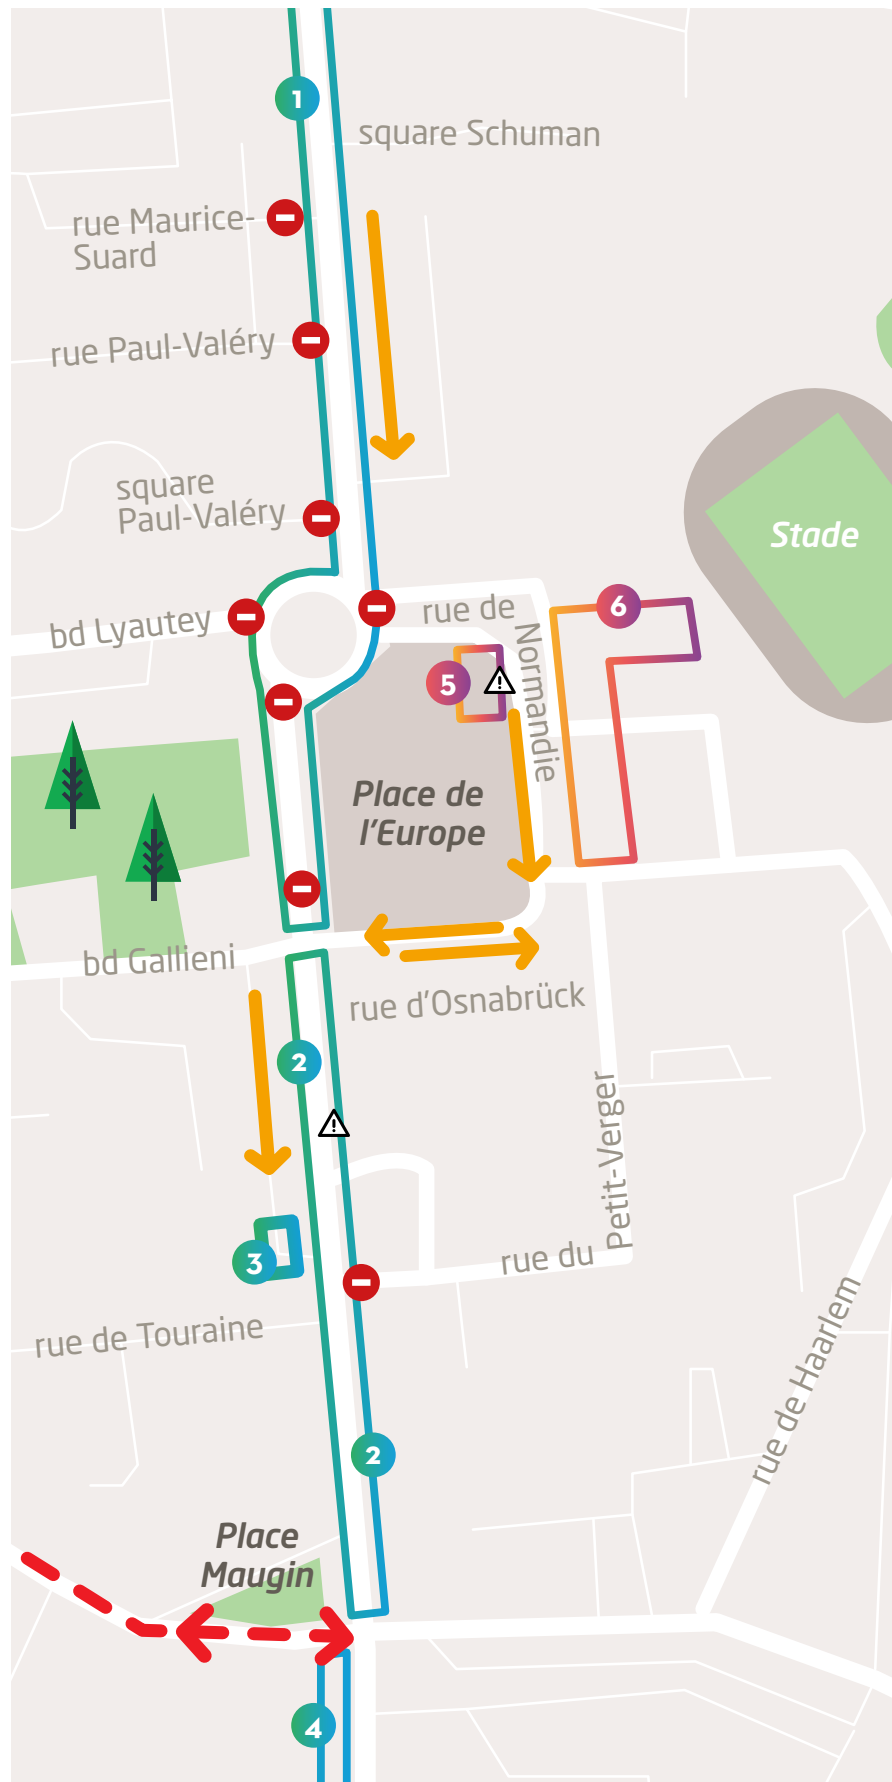 1
square Schuman
rue Maurice-
Suard
rue Paul-Valéry
square
Paul-Valéry
Stade
bd Lyautey
rue de
Normandie
6
5
Place de
l'Europe
bd Gallieni
rue d'Osnabrück
2
3
rue du
Petit-Verger
rue de Touraine
rue de Haarlem
2
Place
Maugin
4